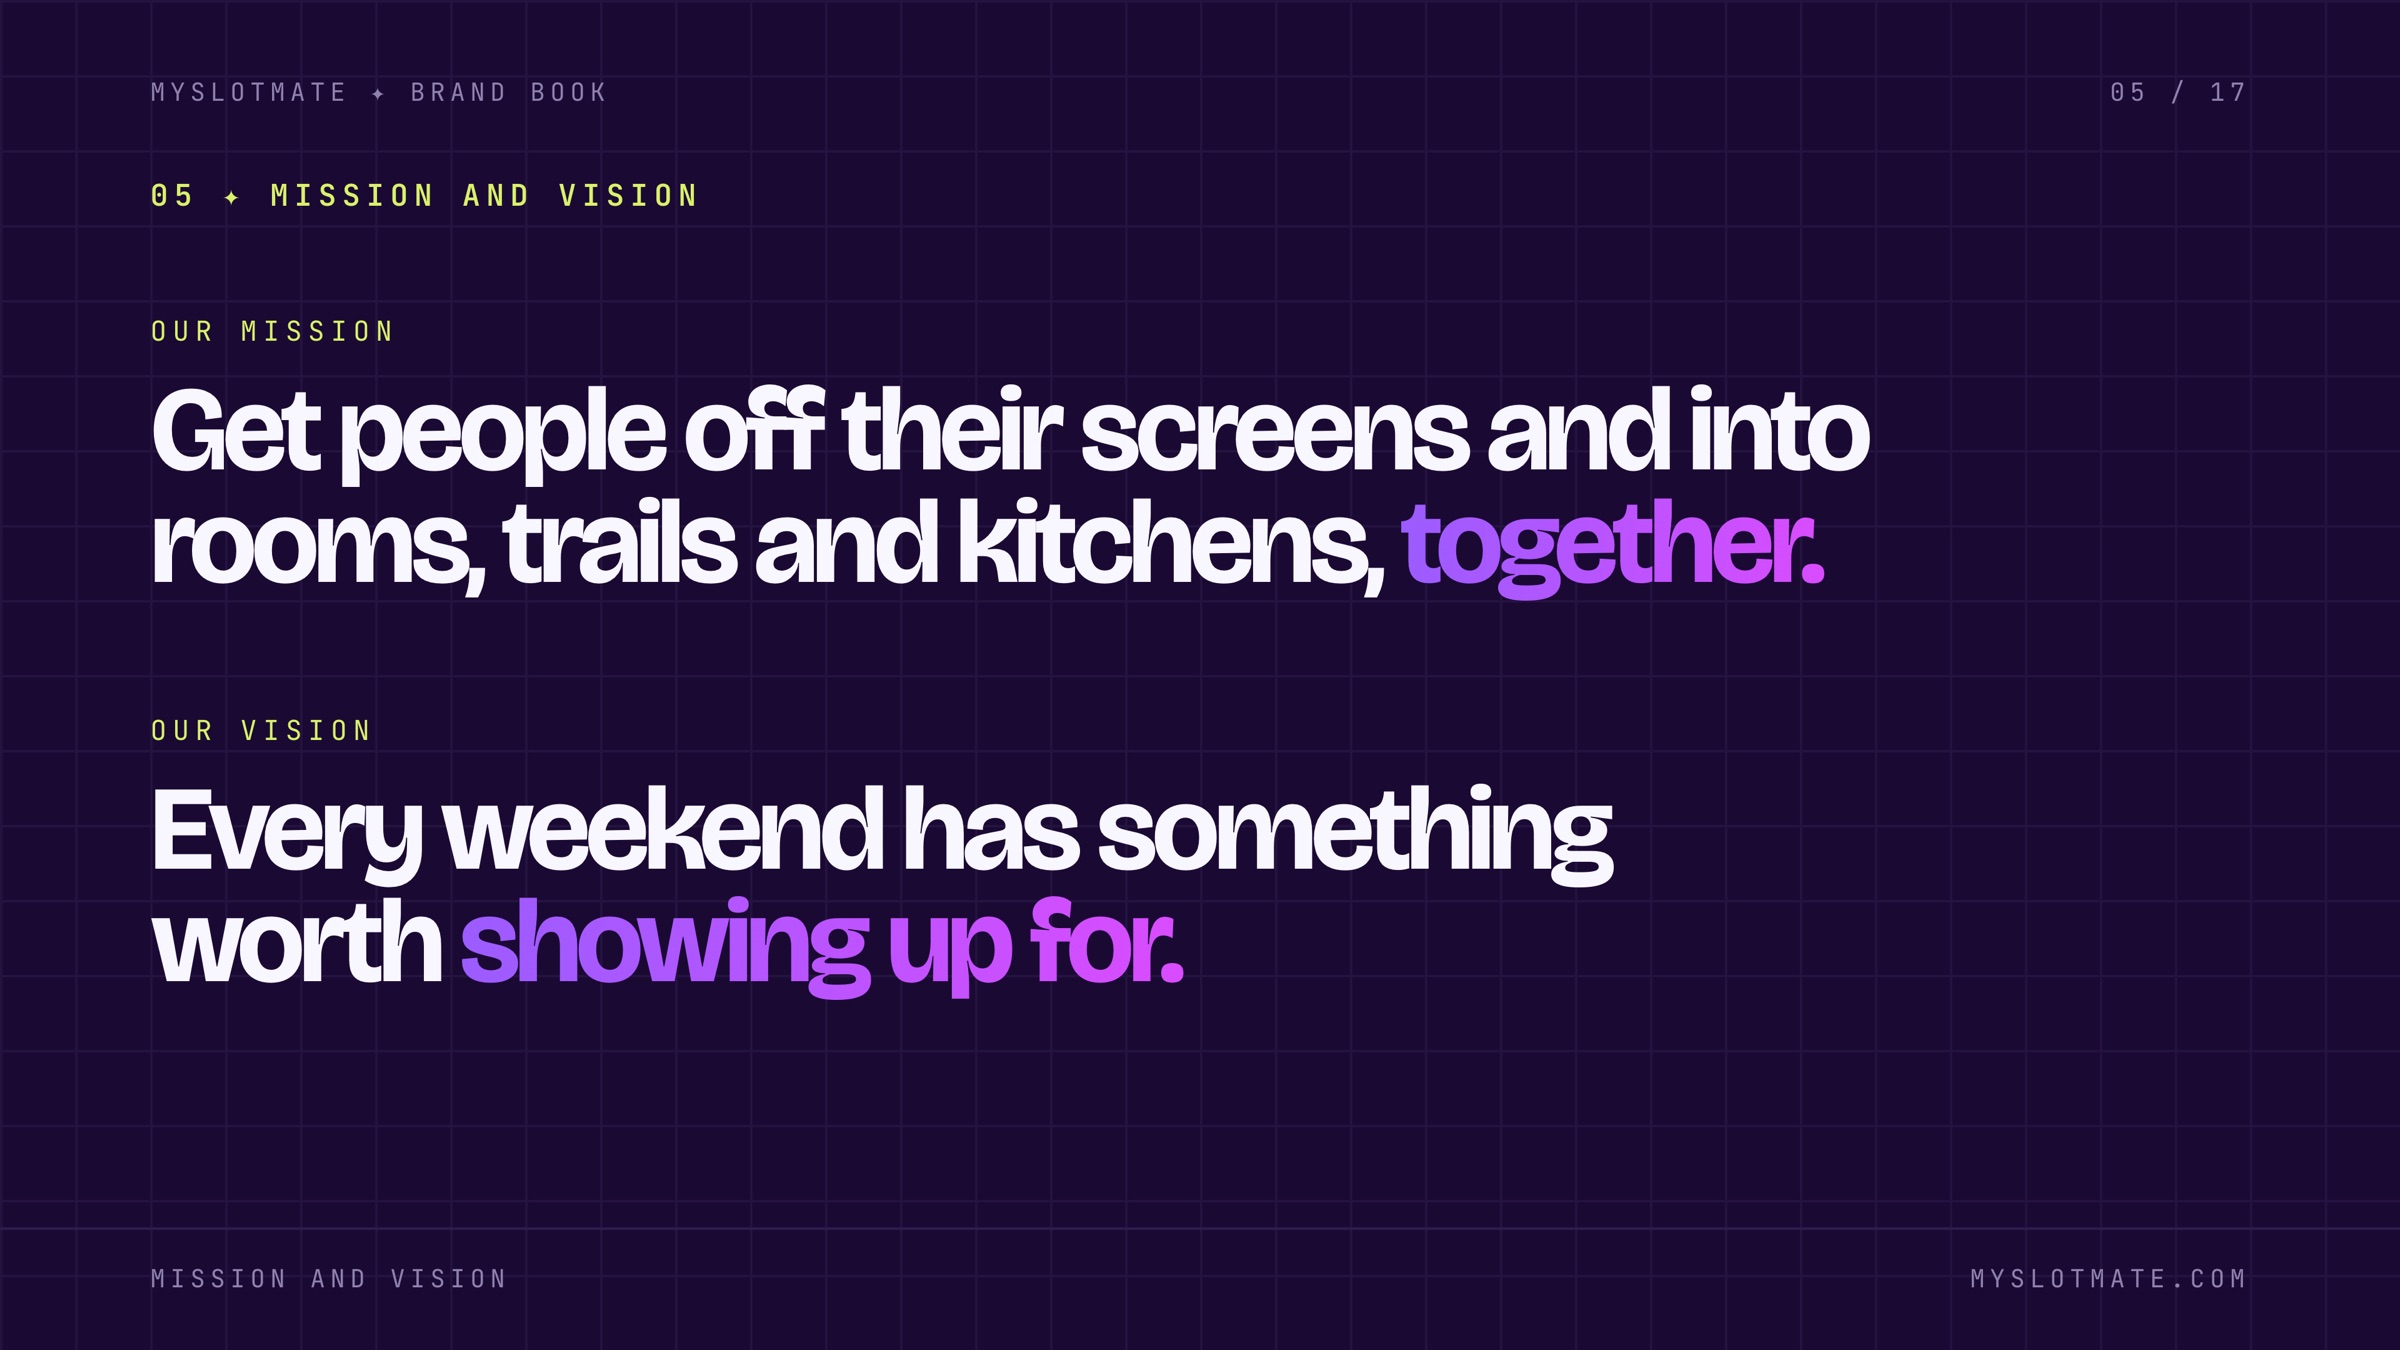 MYSLOTMATE ✦ BRAND BOOK
05 / 17
05 ✦ MISSION AND VISION
OUR MISSION
Get people off their screens and into
rooms, trails and kitchens, together.
OUR VISION
Every weekend has something
worth showing up for.
MISSION AND VISION
MYSLOTMATE.COM